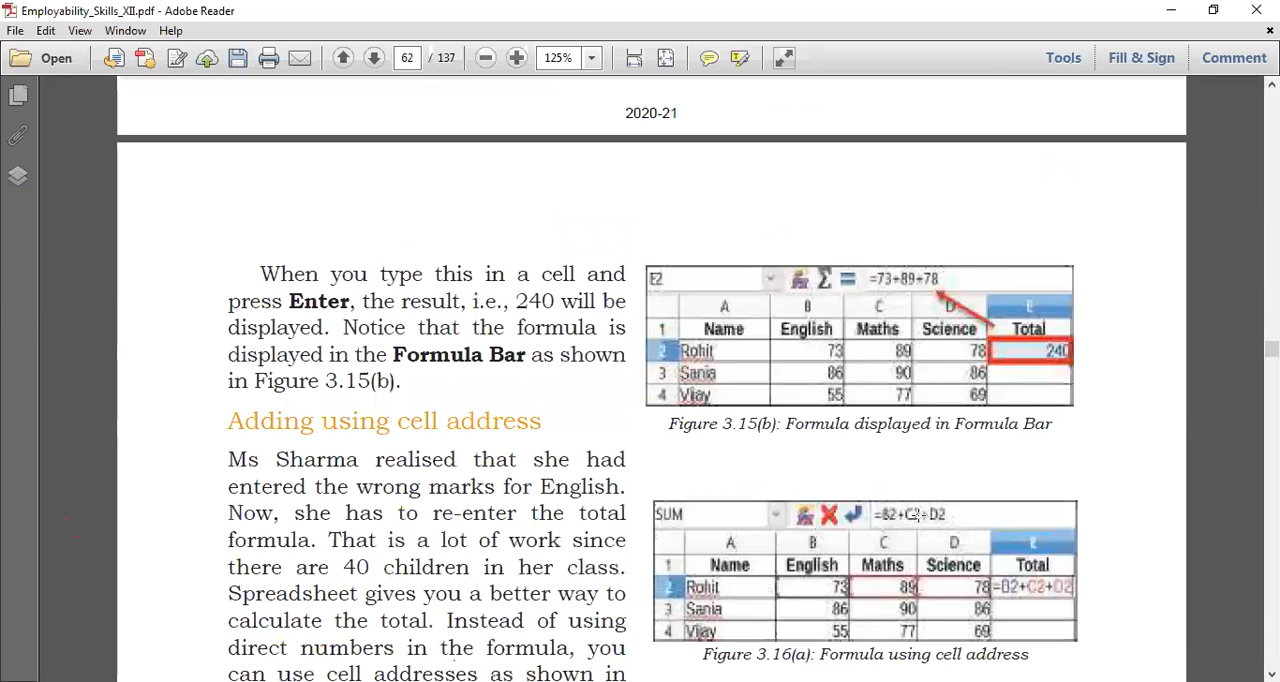 Employability_Skills_XII.pdf - Adobe Reader
File Edit View Window Help
Open 62 / 137 125% Tools Fill & Sign Comment
2020-21
When you type this in a cell and
press Enter, the result, i.e., 240 will be
displayed. Notice that the formula is
displayed in the Formula Bar as shown
in Figure 3.15(b).
Adding using cell address
Ms Sharma realised that she had
entered the wrong marks for English.
Now, she has to re-enter the total
formula. That is a lot of work since
there are 40 children in her class.
Spreadsheet gives you a better way to
calculate the total. Instead of using
direct numbers in the formula, you
can use cell addresses as shown in
E2 Σ = =73+89+78
A B C D E
1 Name English Maths Science Total
2 Rohit 73 89 78 240
3 Sania 86 90 86
4 Vijay 55 77 69
Figure 3.15(b): Formula displayed in Formula Bar
SUM =B2+C2+D2
A B C D E
1 Name English Maths Science Total
2 Rohit 73 89 78 =B2+C2+D2
3 Sania 86 90 86
4 Vijay 55 77 69
Figure 3.16(a): Formula using cell address